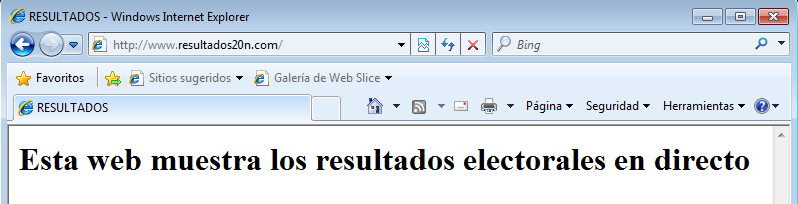 RESULTADOS - Windows Internet Explorer
http://www.resultados20n.com/
Bing
Favoritos
Sitios sugeridos
Galería de Web Slice
RESULTADOS
Página
Seguridad
Herramientas
Esta web muestra los resultados electorales en directo